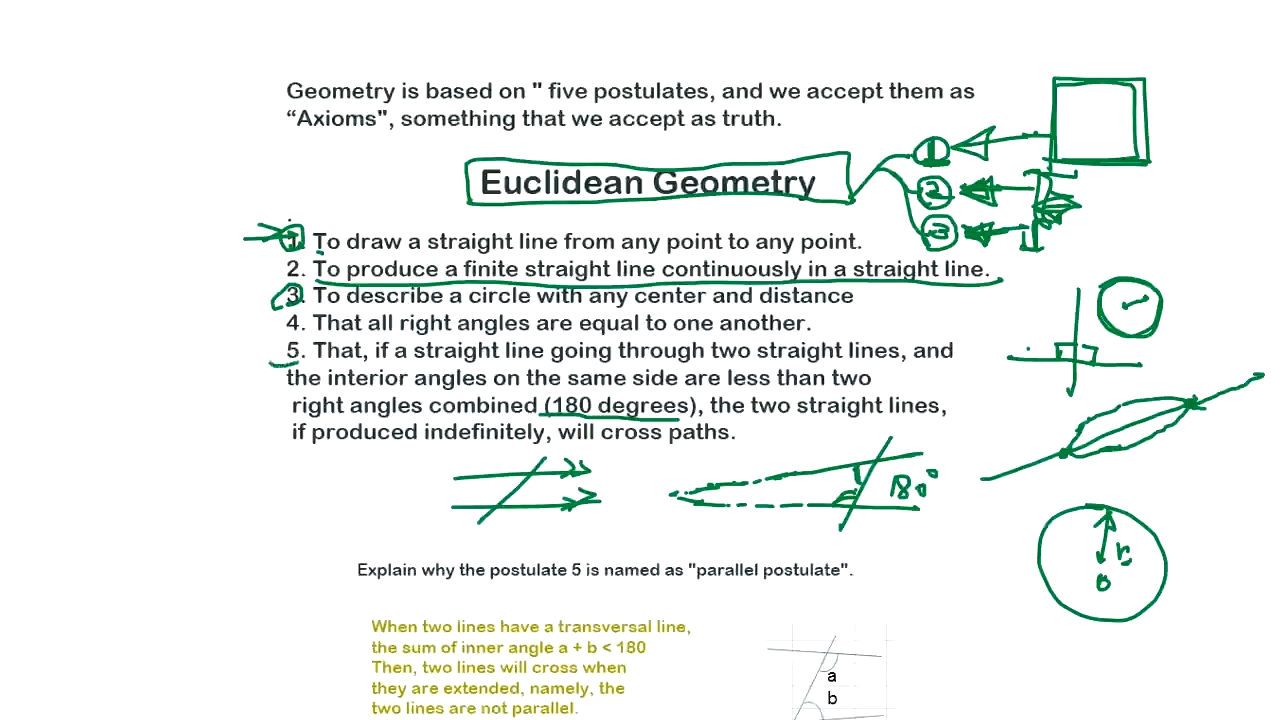 Geometry is based on " five postulates, and we accept them as
“Axioms", something that we accept as truth.
Euclidean Geometry
1
2
3
1. To draw a straight line from any point to any point.
2. To produce a finite straight line continuously in a straight line.
3. To describe a circle with any center and distance
4. That all right angles are equal to one another.
5. That, if a straight line going through two straight lines, and
the interior angles on the same side are less than two
right angles combined (180 degrees), the two straight lines,
if produced indefinitely, will cross paths.
180°
r
0
Explain why the postulate 5 is named as "parallel postulate".
When two lines have a transversal line,
the sum of inner angle a + b < 180
Then, two lines will cross when
they are extended, namely, the
two lines are not parallel.
a
b